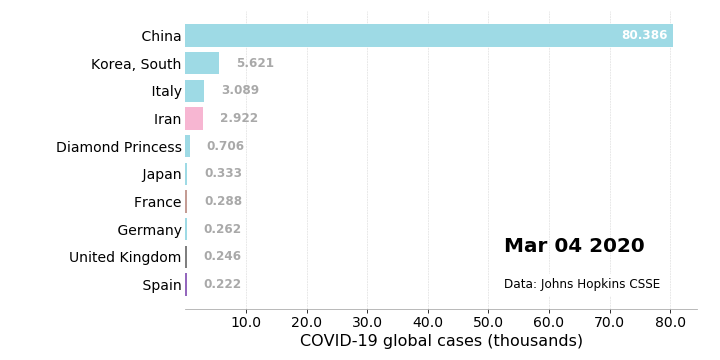 China 80.386
Korea, South 5.621
Italy 3.089
Iran 2.922
Diamond Princess 0.706
Japan 0.333
France 0.288
Germany 0.262
United Kingdom 0.246
Spain 0.222
Mar 04 2020
Data: Johns Hopkins CSSE
10.0 20.0 30.0 40.0 50.0 60.0 70.0 80.0
COVID-19 global cases (thousands)